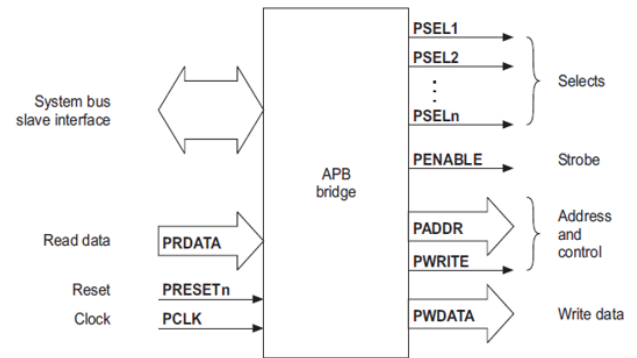 System bus
slave interface
Read data
PRDATA
Reset
PRESETn
Clock
PCLK
APB
bridge
PSEL1
PSEL2
PSELn
Selects
PENABLE
Strobe
PADDR
PWRITE
Address
and
control
PWDATA
Write data